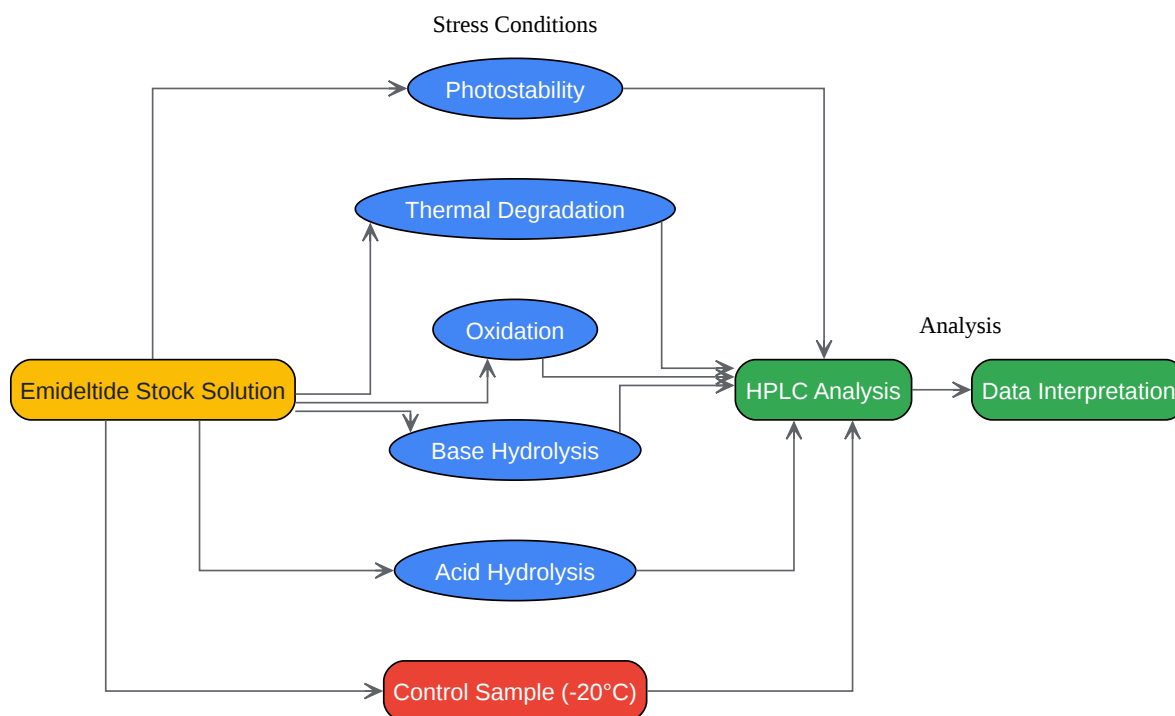 Stress Conditions
Photostability
Thermal Degradation
Oxidation
Analysis
Emideltide Stock Solution
HPLC Analysis
Data Interpretation
Base Hydrolysis
Acid Hydrolysis
Control Sample (-20°C)